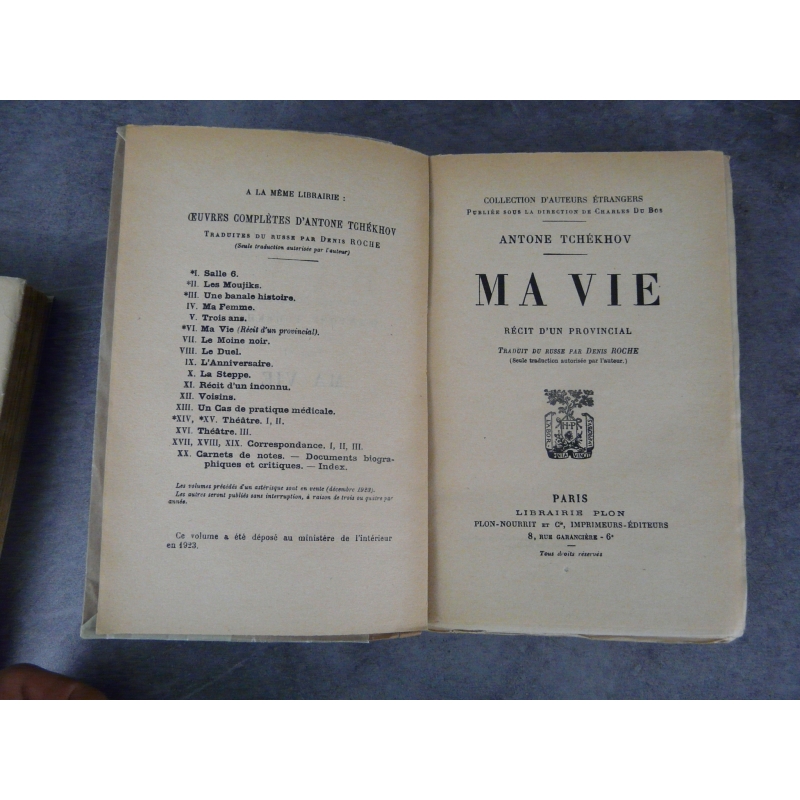 A LA MÊME LIBRAIRIE :
ŒUVRES COMPLÈTES D'ANTONE TCHÉKHOV
TRADUITES DU RUSSE PAR DENIS ROCHE
(Seule traduction autorisée par l'auteur)
*I. Salle 6.
*II. Les Moujiks.
*III. Une banale histoire.
IV. Ma Femme.
V. Trois ans.
*VI. Ma Vie (Récit d'un provincial).
VII. Le Moine noir.
VIII. Le Duel.
IX. L'Anniversaire.
X. La Steppe.
XI. Récit d'un inconnu.
XII. Voisins.
XIII. Un Cas de pratique médicale.
*XIV, *XV. Théâtre. I, II.
XVI. Théâtre. III.
XVII, XVIII, XIX. Correspondance. I, II, III.
XX. Carnets de notes. — Documents biogra-
phiques et critiques. — Index.
Les volumes précédés d'un astérisque sont en vente (décembre 1922).
Les autres seront publiés sans interruption, à raison de trois ou quatre par
année.
Ce volume a été déposé au ministère de l'intérieur
en 1923.
COLLECTION D'AUTEURS ÉTRANGERS
PUBLIÉE SOUS LA DIRECTION DE CHARLES DU BOS
ANTONE TCHÉKHOV
MA VIE
RÉCIT D'UN PROVINCIAL
TRADUIT DU RUSSE PAR DENIS ROCHE
(Seule traduction autorisée par l'auteur.)
PARIS
LIBRAIRIE PLON
PLON-NOURRIT ET Cie, IMPRIMEURS-ÉDITEURS
8, RUE GARANCIÈRE - 6e
Tous droits réservés